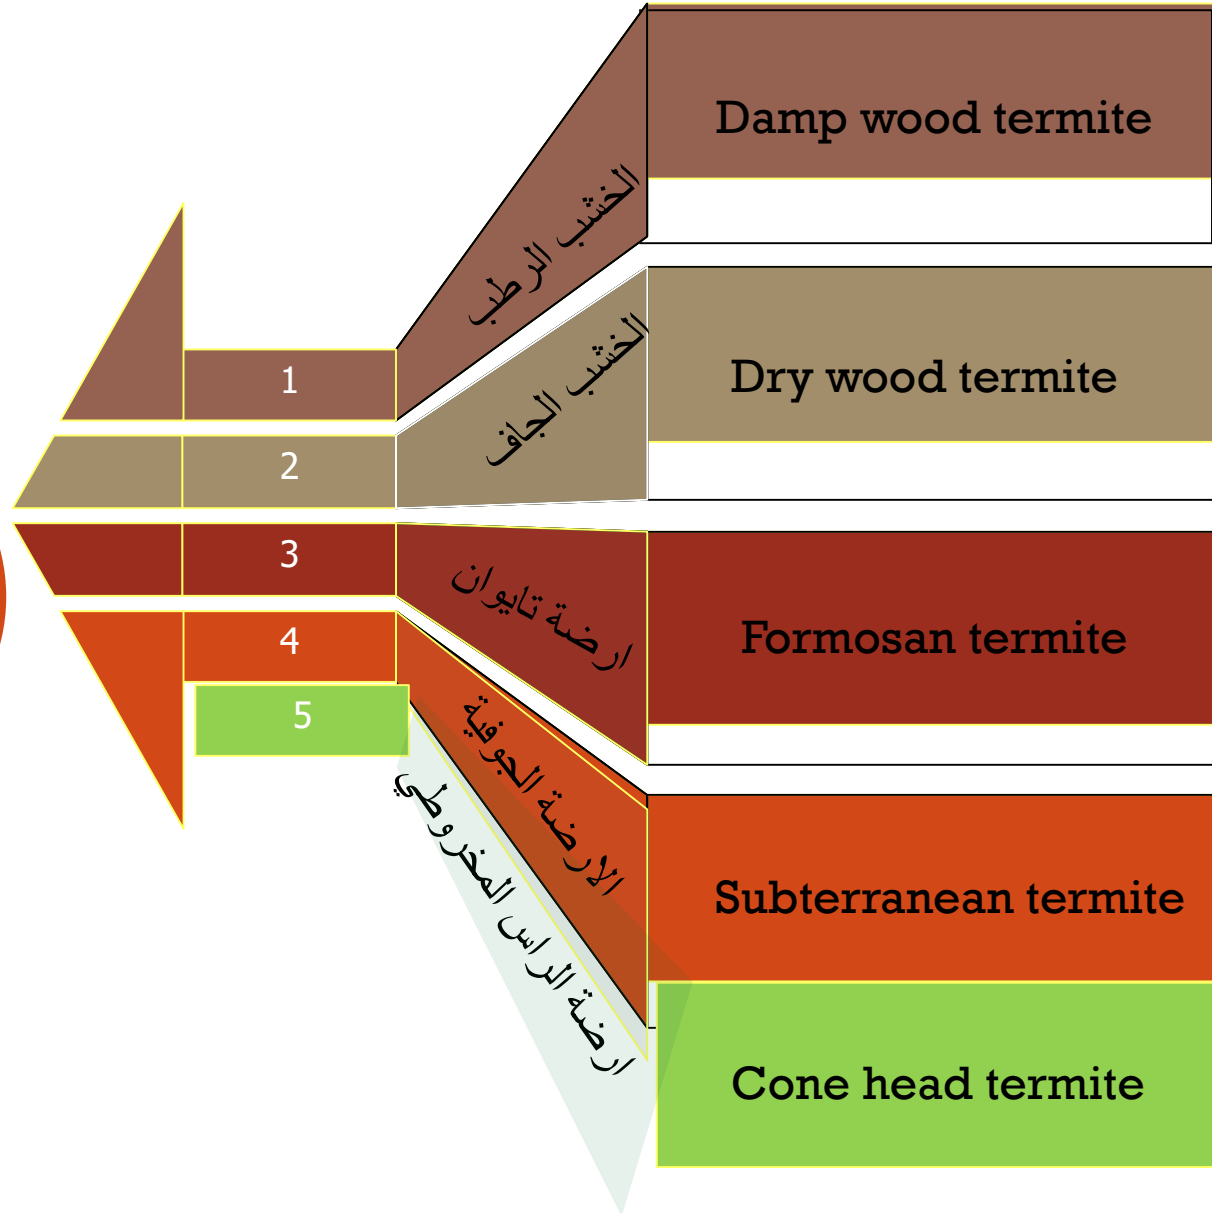 1
الخشب الرطب
Damp wood termite
2
الخشب الجاف
Dry wood termite
3
ارضة تايوان
Formosan termite
4
الارضة الجوفية
Subterranean termite
5
ارضة الراس المخروطي
Cone head termite